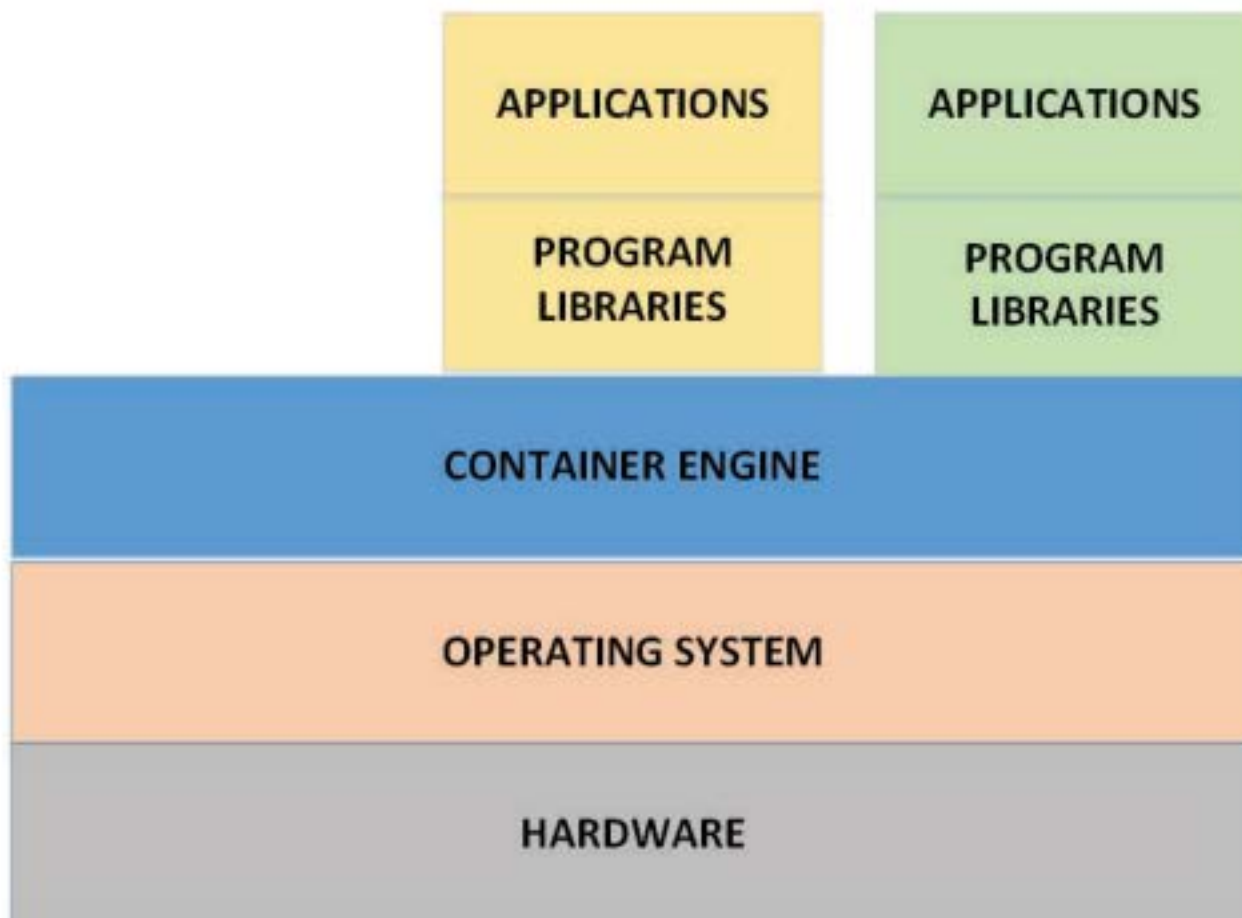 APPLICATIONS
APPLICATIONS
PROGRAM
LIBRARIES
PROGRAM
LIBRARIES
CONTAINER ENGINE
OPERATING SYSTEM
HARDWARE